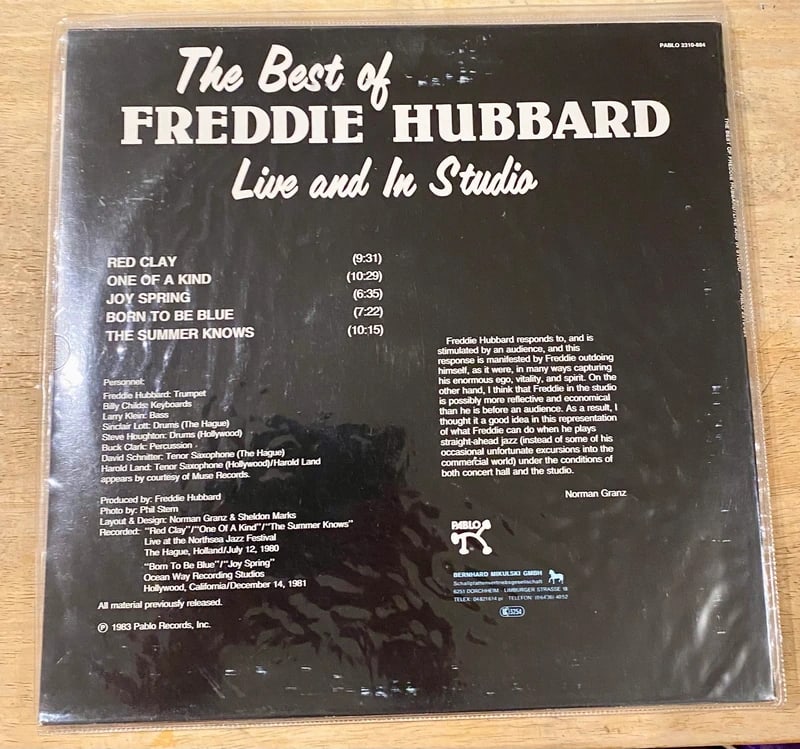 PABLO 2310-884
The Best of
FREDDIE HUBBARD
Live and In Studio
RED CLAY (9:31)
ONE OF A KIND (10:29)
JOY SPRING (6:35)
BORN TO BE BLUE (7:22)
THE SUMMER KNOWS (10:15)
Personnel:
Freddie Hubbard: Trumpet
Billy Childs: Keyboards
Larry Klein: Bass
Sinclair Lott: Drums (The Hague)
Steve Houghton: Drums (Hollywood)
Buck Clark: Percussion
David Schnitter: Tenor Saxophone (The Hague)
Harold Land: Tenor Saxophone (Hollywood)/Harold Land
appears by courtesy of Muse Records.
Produced by: Freddie Hubbard
Photo by: Phil Stern
Layout & Design: Norman Granz & Sheldon Marks
Recorded: "Red Clay"/"One Of A Kind"/"The Summer Knows"
Live at the Northsea Jazz Festival
The Hague, Holland/July 12, 1980
"Born To Be Blue"/"Joy Spring"
Ocean Way Recording Studios
Hollywood, California/December 14, 1981
All material previously released.
Ⓟ 1983 Pablo Records, Inc.
Freddie Hubbard responds to, and is
stimulated by an audience, and this
response is manifested by Freddie outdoing
himself, as it were, in many ways capturing
his enormous ego, vitality, and spirit. On the
other hand, I think that Freddie in the studio
is possibly more reflective and economical
than he is before an audience. As a result, I
thought it a good idea in this representation
of what Freddie can do when he plays
straight-ahead jazz (instead of some of his
occasional unfortunate excursions into the
commercial world) under the conditions of
both concert hall and the studio.
Norman Granz
PABLO
BERNHARD MIKULSKI GMBH
Schallplattenvertriebsgesellschaft
6251 DORCHHEIM · LIMBURGER STRASSE 18